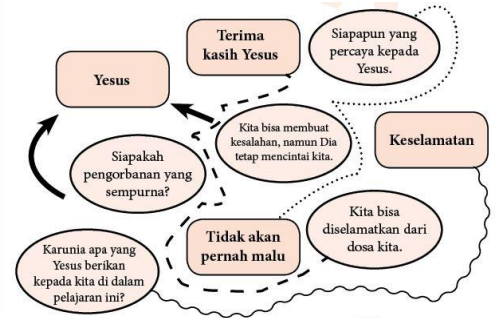 Terima
kasih Yesus
Siapapun yang
percaya kepada
Yesus.
Yesus
Kita bisa membuat
kesalahan, namun Dia
tetap mencintai kita.
Keselamatan
Siapakah
pengorbanan yang
sempurna?
Tidak akan
pernah malu
Kita bisa
diselamatkan dari
dosa kita.
Karunia apa yang
Yesus berikan
kepada kita di dalam
pelajaran ini?